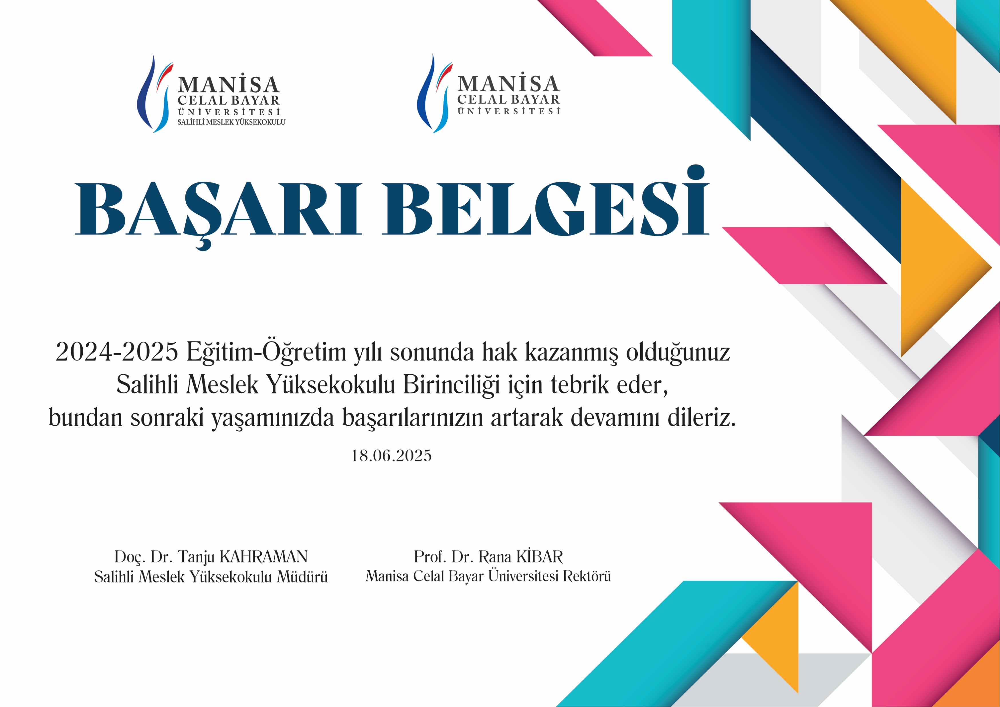 MANİSA
CELAL BAYAR
ÜNİVERSİTESİ
SALİHLİ MESLEK YÜKSEKOKULU
MANİSA
CELAL BAYAR
ÜNİVERSİTESİ
BAŞARI BELGESİ
2024-2025 Eğitim-Öğretim yılı sonunda hak kazanmış olduğunuz
Salihli Meslek Yüksekokulu Birinciliği için tebrik eder,
bundan sonraki yaşamınızda başarılarınızın artarak devamını dileriz.
18.06.2025
Doç. Dr. Tanju KAHRAMAN
Salihli Meslek Yüksekokulu Müdürü
Prof. Dr. Rana KİBAR
Manisa Celal Bayar Üniversitesi Rektörü